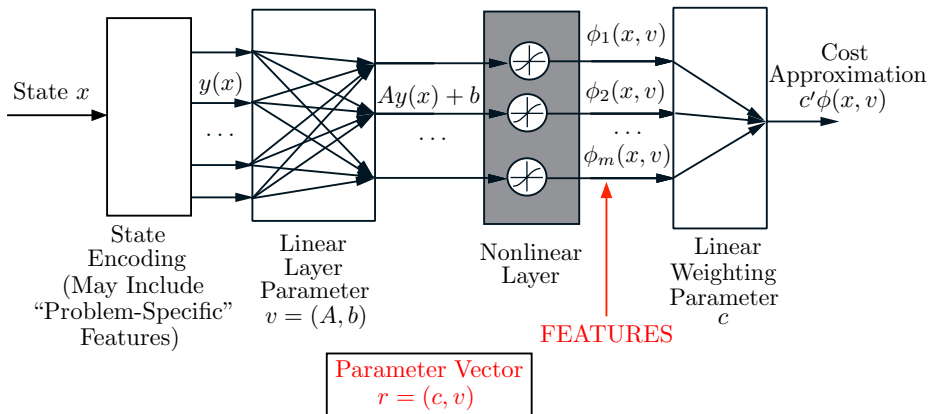 State x
y(x)
. . .
State
Encoding
(May Include
“Problem-Specific”
Features)
Linear
Layer
Parameter
v = (A, b)
Ay(x) + b
. . .
Nonlinear
Layer
ϕ₁(x, v)
ϕ₂(x, v)
. . .
ϕₘ(x, v)
FEATURES
Linear
Weighting
Parameter
c
Cost
Approximation
c′ϕ(x, v)
Parameter Vector
r = (c, v)